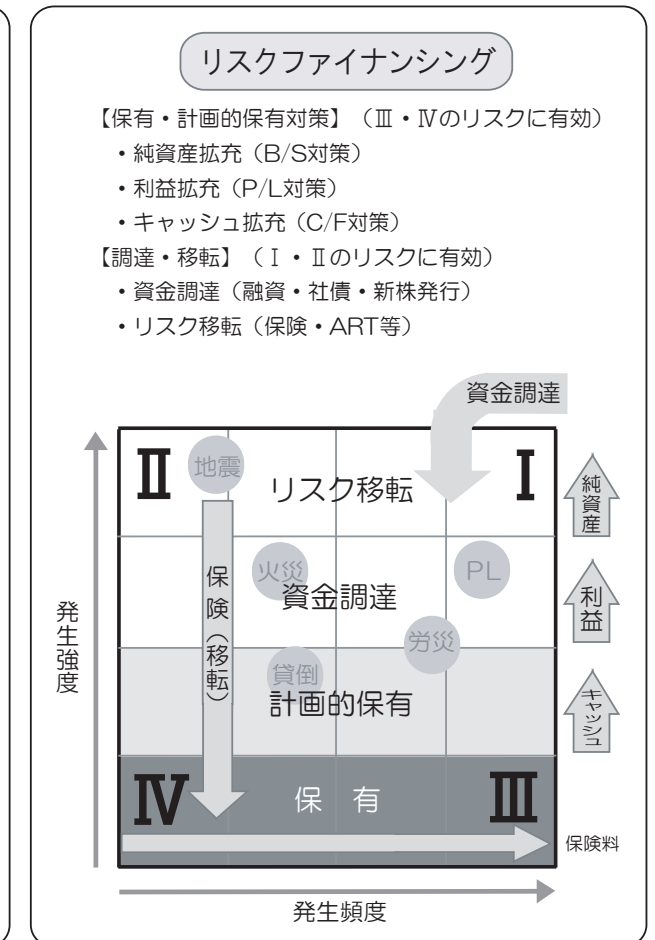 リスクファイナンシング
【保有・計画的保有対策】（Ⅲ・Ⅳのリスクに有効）
・純資産拡充（B/S対策）
・利益拡充（P/L対策）
・キャッシュ拡充（C/F対策）
【調達・移転】（Ⅰ・Ⅱのリスクに有効）
・資金調達（融資・社債・新株発行）
・リスク移転（保険・ART等）
資金調達
Ⅱ
地震
リスク移転
Ⅰ
純資産
火災
PL
資金調達
保険（移転）
利益
発生強度
労災
貸倒
計画的保有
キャッシュ
Ⅳ
保 有
Ⅲ
保険料
発生頻度